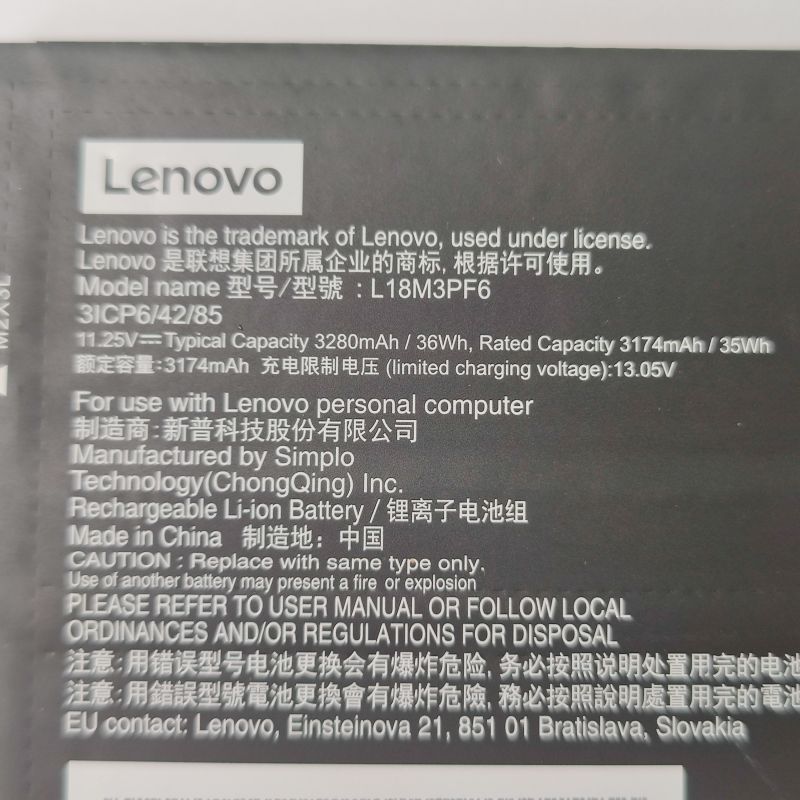 Lenovo
Lenovo is the trademark of Lenovo, used under license.
Lenovo 是联想集团所属企业的商标, 根据许可使用。
Model name 型号/型號 : L18M3PF6
3ICP6/42/85
11.25V⎓Typical Capacity 3280mAh / 36Wh, Rated Capacity 3174mAh / 35Wh
额定容量:3174mAh 充电限制电压 (limited charging voltage):13.05V
For use with Lenovo personal computer
制造商:新普科技股份有限公司
Manufactured by Simplo
Technology(ChongQing) Inc.
Rechargeable Li-ion Battery / 锂离子电池组
Made in China 制造地: 中国
CAUTION : Replace with same type only.
Use of another battery may present a fire or explosion
PLEASE REFER TO USER MANUAL OR FOLLOW LOCAL
ORDINANCES AND/OR REGULATIONS FOR DISPOSAL
注意:用错误型号电池更换会有爆炸危险, 务必按照说明处置用完的电池
注意:用錯誤型號電池更換會有爆炸危險, 務必按照說明處置用完的電池
EU contact: Lenovo, Einsteinova 21, 851 01 Bratislava, Slovakia
M2X3L